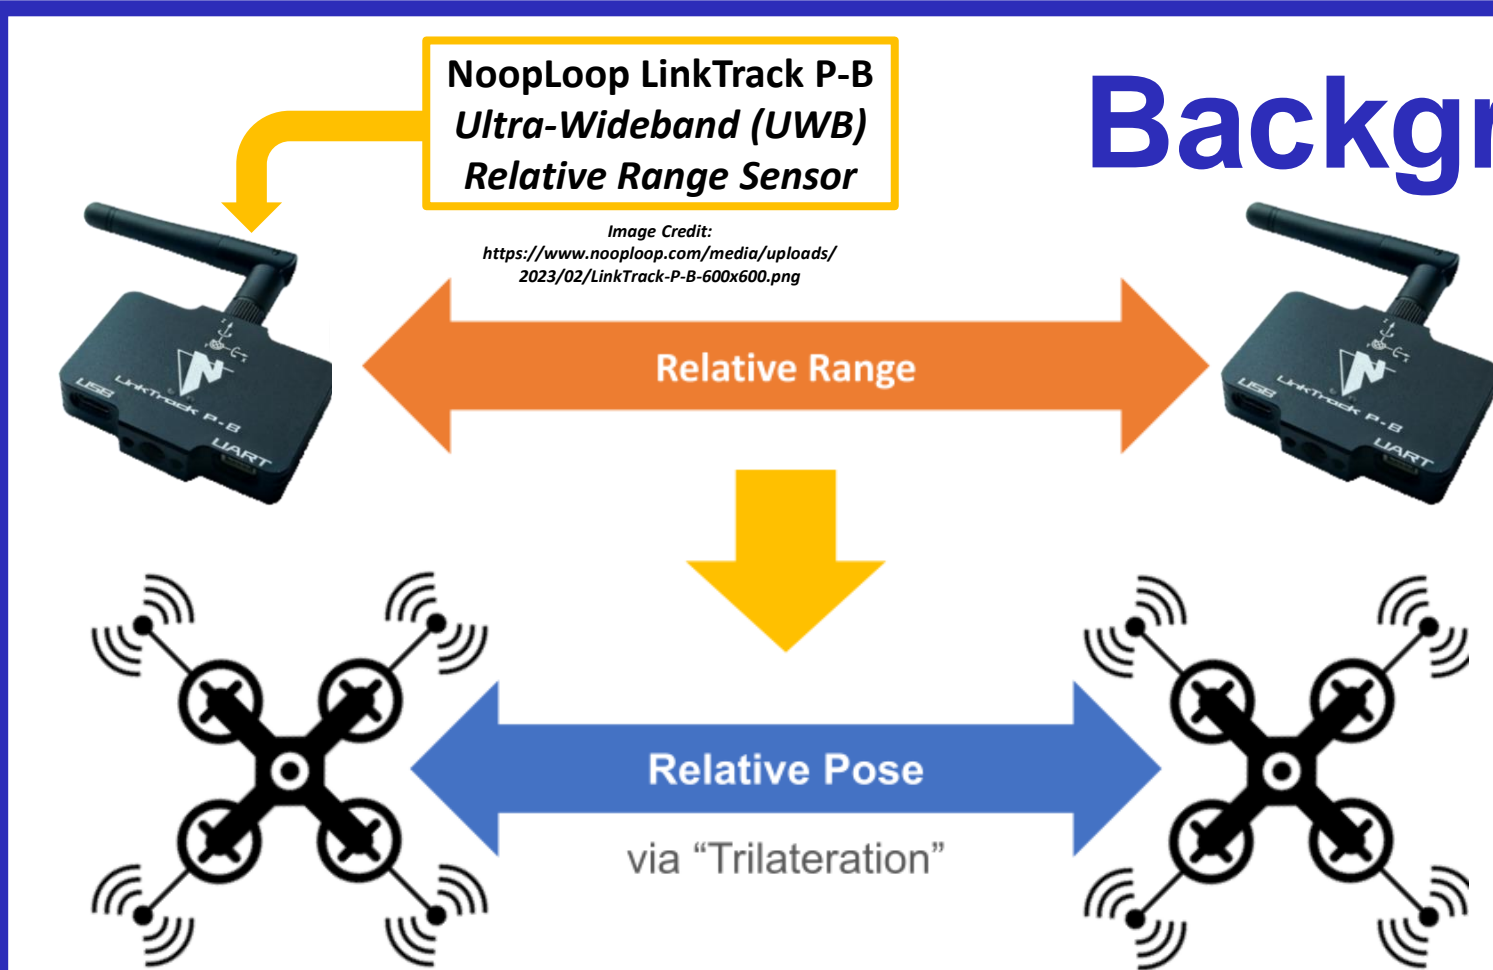 NoopLoop LinkTrack P-B
Ultra-Wideband (UWB)
Relative Range Sensor
Backgr
Image Credit:
https://www.nooploop.com/media/uploads/
2023/02/LinkTrack-P-B-600x600.png
Relative Range
USB
LinkTrack P-B
UART
USB
LinkTrack P-B
UART
Relative Pose
via “Trilateration”